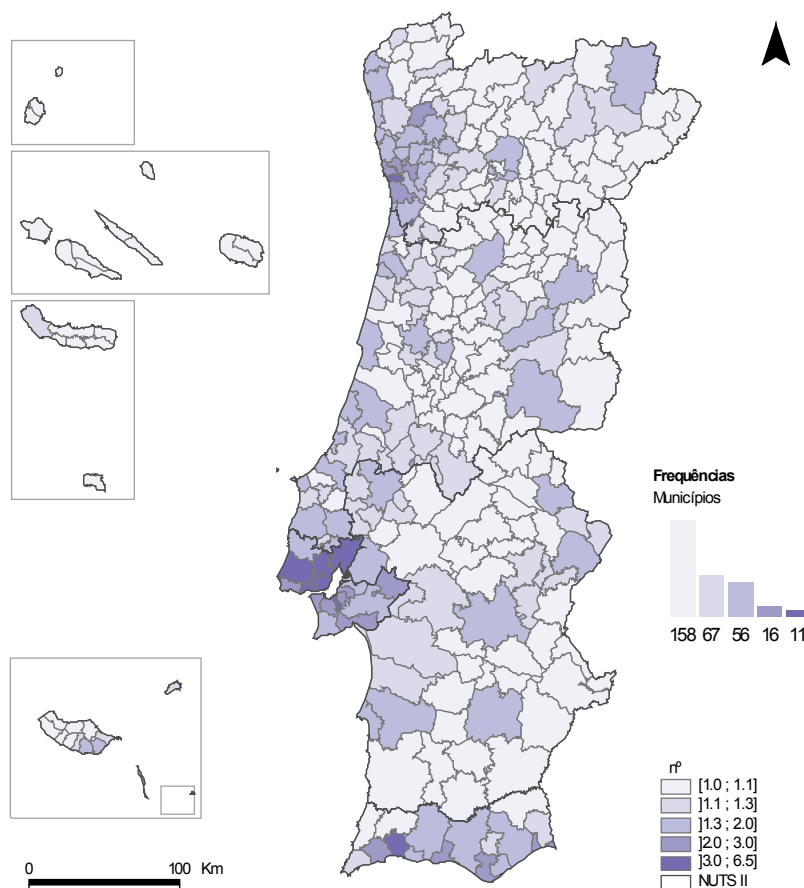 Frequências
Municípios
158 67 56 16 11
nº
]1.0 ; 1.1]
]1.1 ; 1.3]
]1.3 ; 2.0]
]2.0 ; 3.0]
]3.0 ; 6.5]
NUTS II
0 100 Km